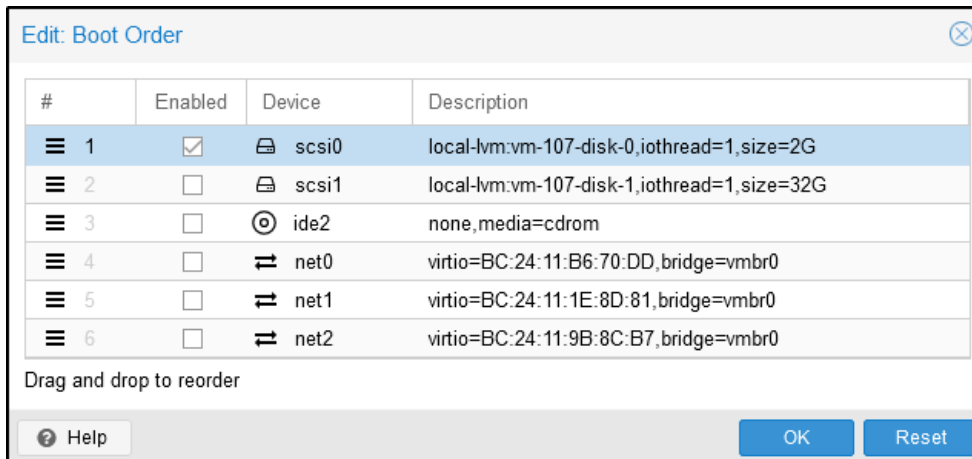 Edit: Boot Order
# Enabled Device Description
1 scsi0 local-lvm:vm-107-disk-0,iothread=1,size=2G
2 scsi1 local-lvm:vm-107-disk-1,iothread=1,size=32G
3 ide2 none,media=cdrom
4 net0 virtio=BC:24:11:B6:70:DD,bridge=vmbr0
5 net1 virtio=BC:24:11:1E:8D:81,bridge=vmbr0
6 net2 virtio=BC:24:11:9B:8C:B7,bridge=vmbr0
Drag and drop to reorder
Help OK Reset